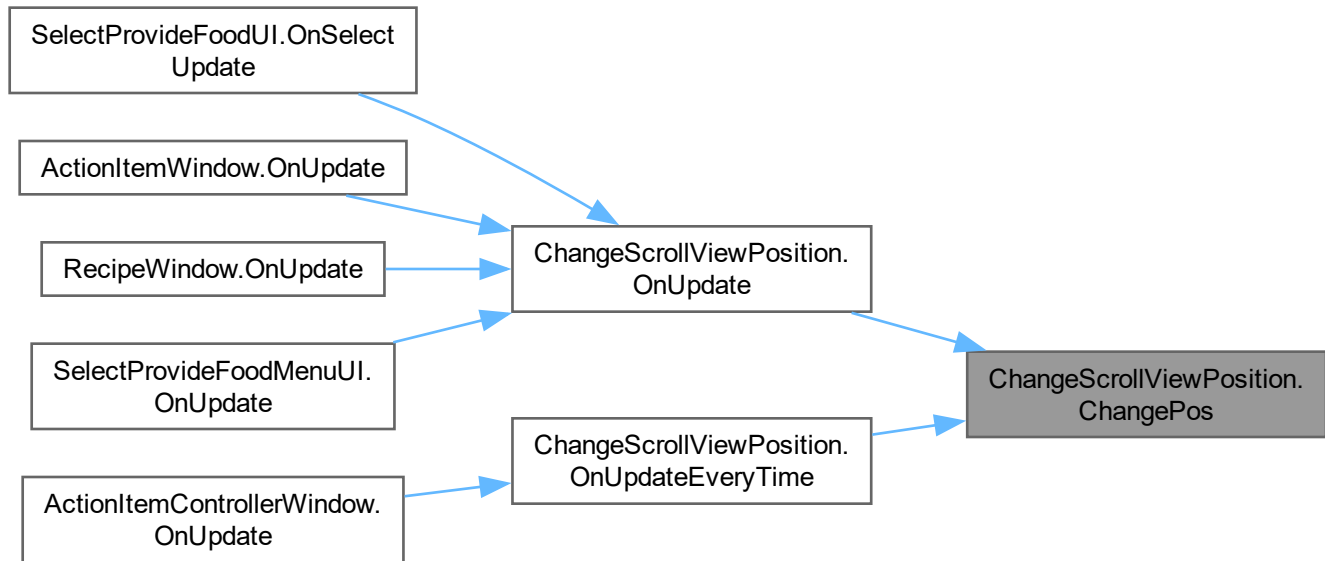 SelectProvideFoodUI.OnSelect
Update
ActionItemWindow.OnUpdate
RecipeWindow.OnUpdate
SelectProvideFoodMenuUI.
OnUpdate
ActionItemControllerWindow.
OnUpdate
ChangeScrollViewPosition.
OnUpdate
ChangeScrollViewPosition.
OnUpdateEveryTime
ChangeScrollViewPosition.
ChangePos